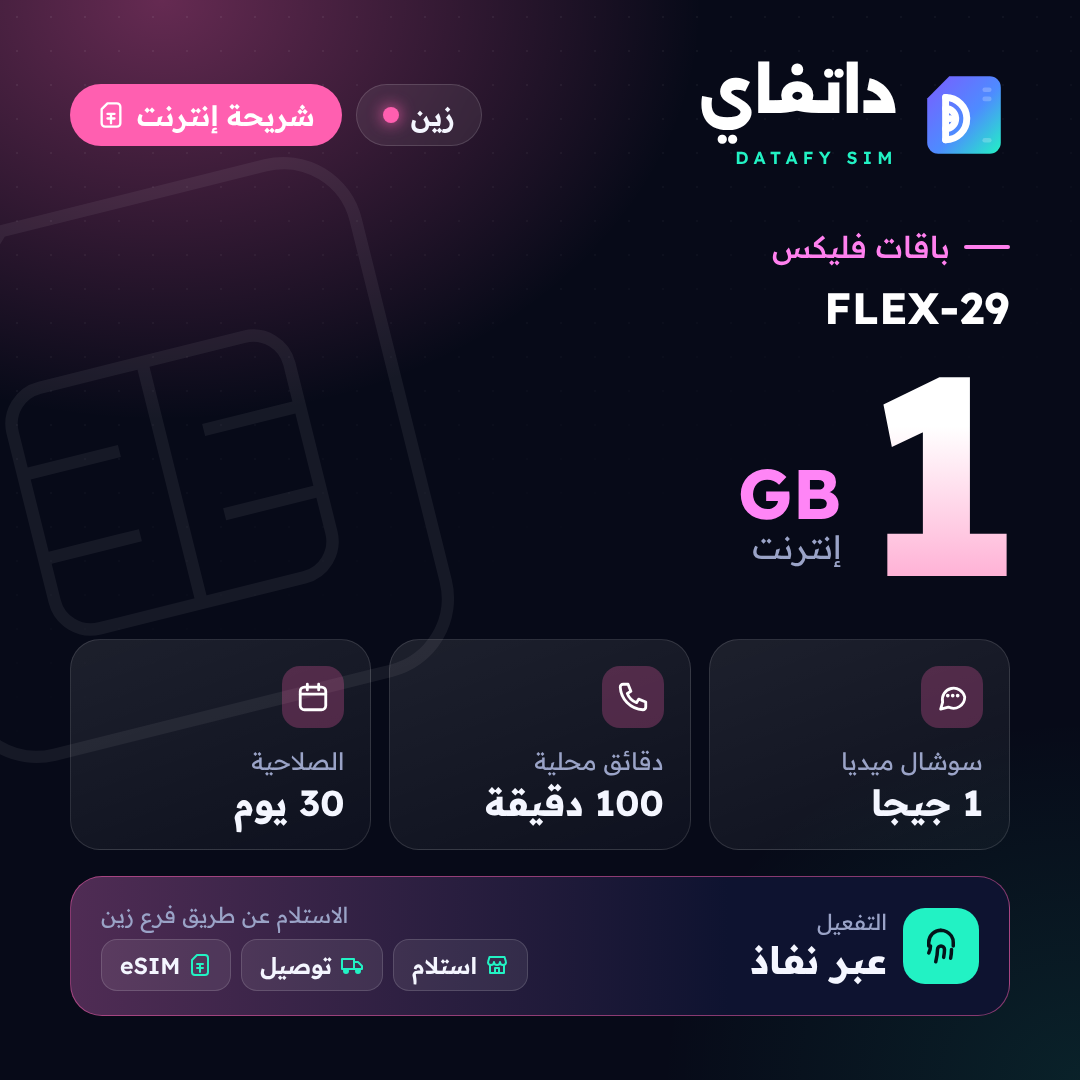 داتفاي
DATAFY SIM
زين
شريحة إنترنت
باقات فليكس
FLEX-29
1
GB
إنترنت
سوشال ميديا
1 جيجا
دقائق محلية
100 دقيقة
الصلاحية
30 يوم
التفعيل
عبر نفاذ
الاستلام عن طريق فرع زين
استلام
توصيل
eSIM